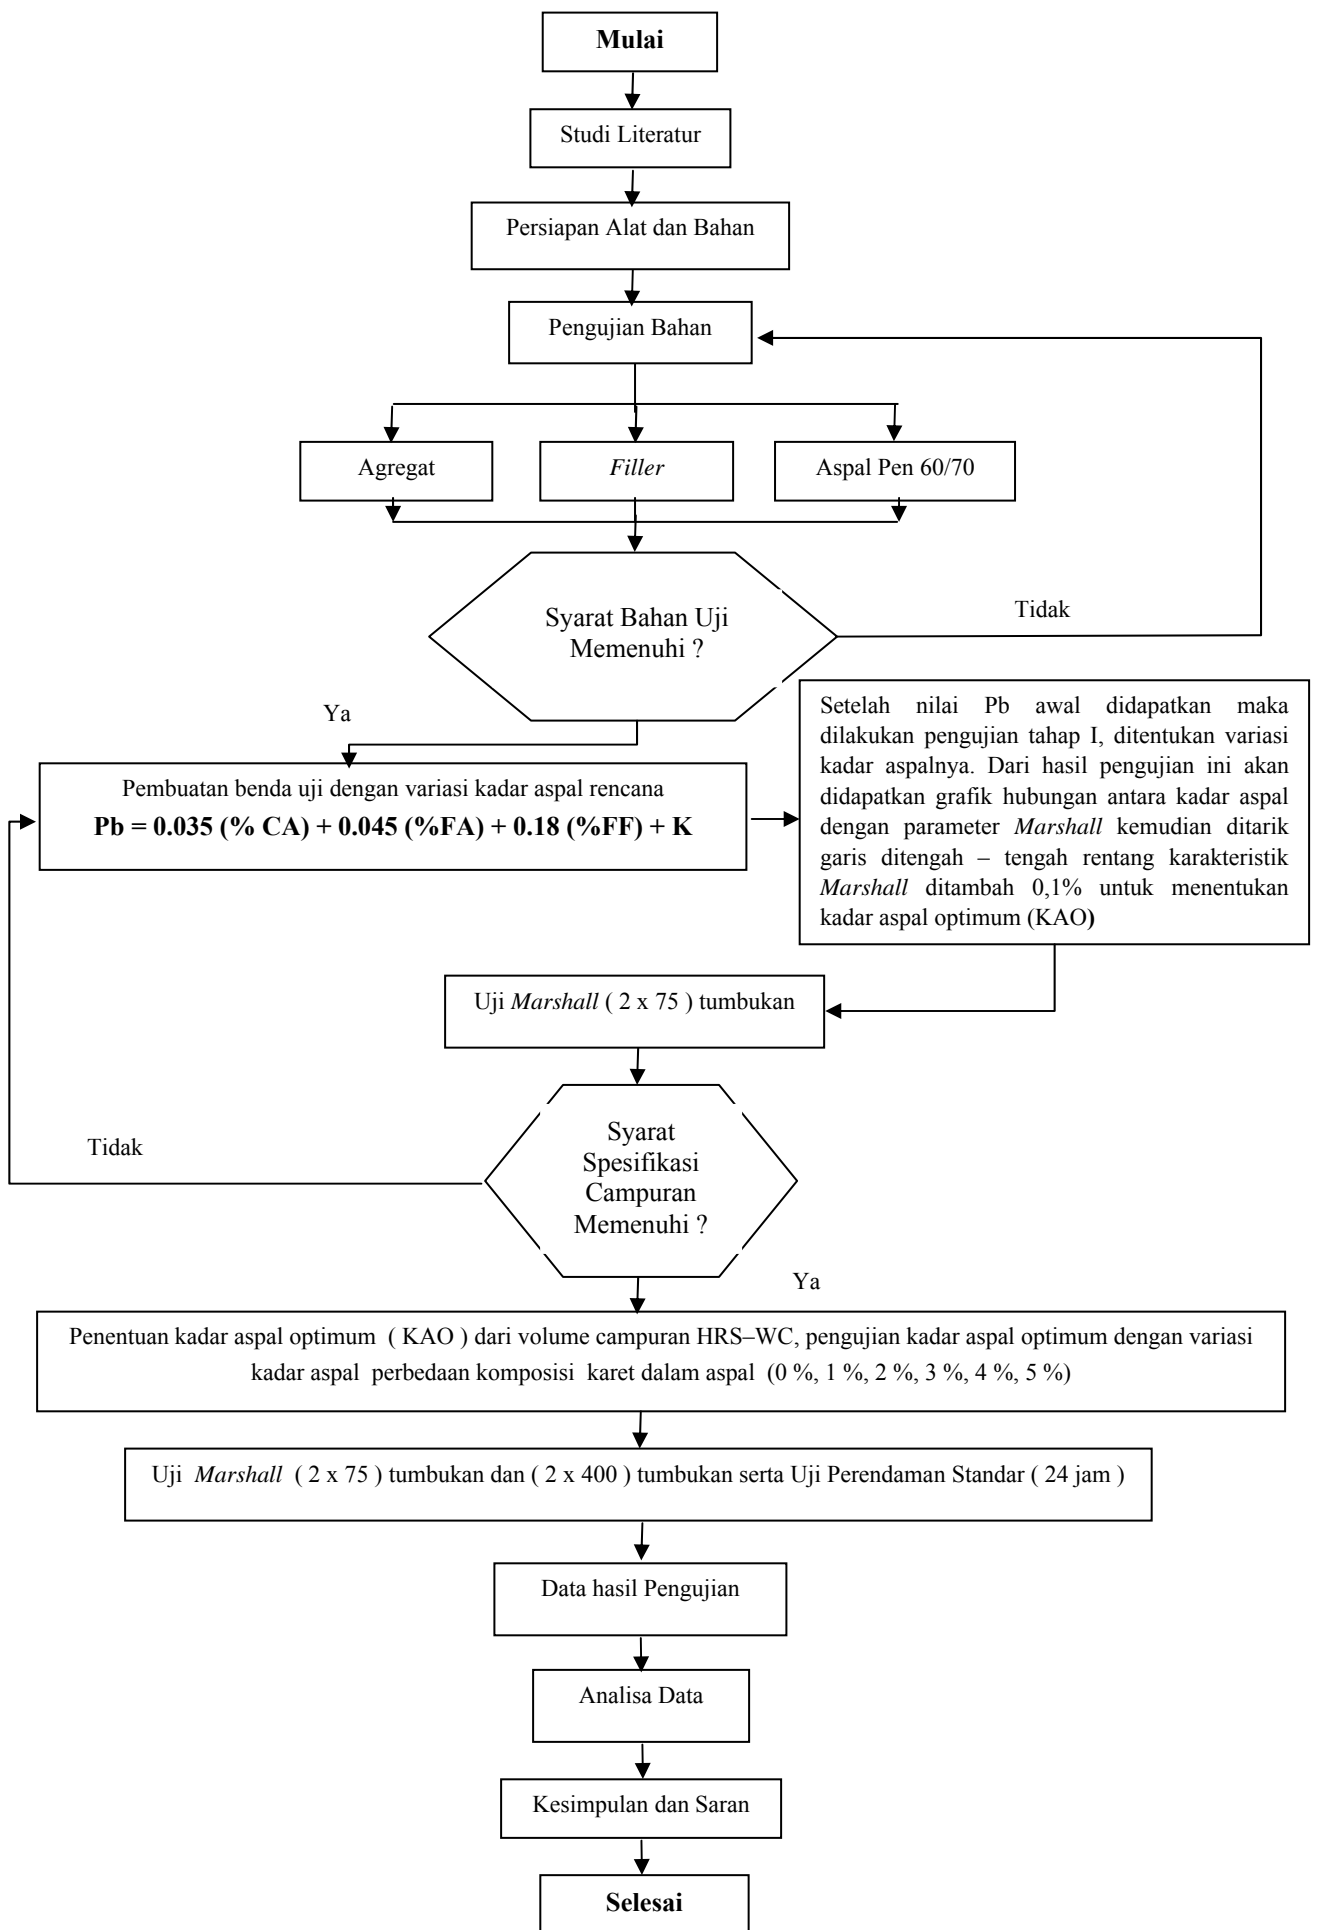 Mulai
Studi Literatur
Persiapan Alat dan Bahan
Pengujian Bahan
Agregat
Filler
Aspal Pen 60/70
Syarat Bahan Uji
Memenuhi ?
Tidak
Ya
Pembuatan benda uji dengan variasi kadar aspal rencana
Pb = 0.035 (% CA) + 0.045 (%FA) + 0.18 (%FF) + K
Setelah nilai Pb awal didapatkan maka
dilakukan pengujian tahap I, ditentukan variasi
kadar aspalnya. Dari hasil pengujian ini akan
didapatkan grafik hubungan antara kadar aspal
dengan parameter Marshall kemudian ditarik
garis ditengah – tengah rentang karakteristik
Marshall ditambah 0,1% untuk menentukan
kadar aspal optimum (KAO)
Uji Marshall ( 2 x 75 ) tumbukan
Syarat
Spesifikasi
Campuran
Memenuhi ?
Tidak
Ya
Penentuan kadar aspal optimum ( KAO ) dari volume campuran HRS–WC, pengujian kadar aspal optimum dengan variasi
kadar aspal perbedaan komposisi karet dalam aspal (0 %, 1 %, 2 %, 3 %, 4 %, 5 %)
Uji Marshall ( 2 x 75 ) tumbukan dan ( 2 x 400 ) tumbukan serta Uji Perendaman Standar ( 24 jam )
Data hasil Pengujian
Analisa Data
Kesimpulan dan Saran
Selesai